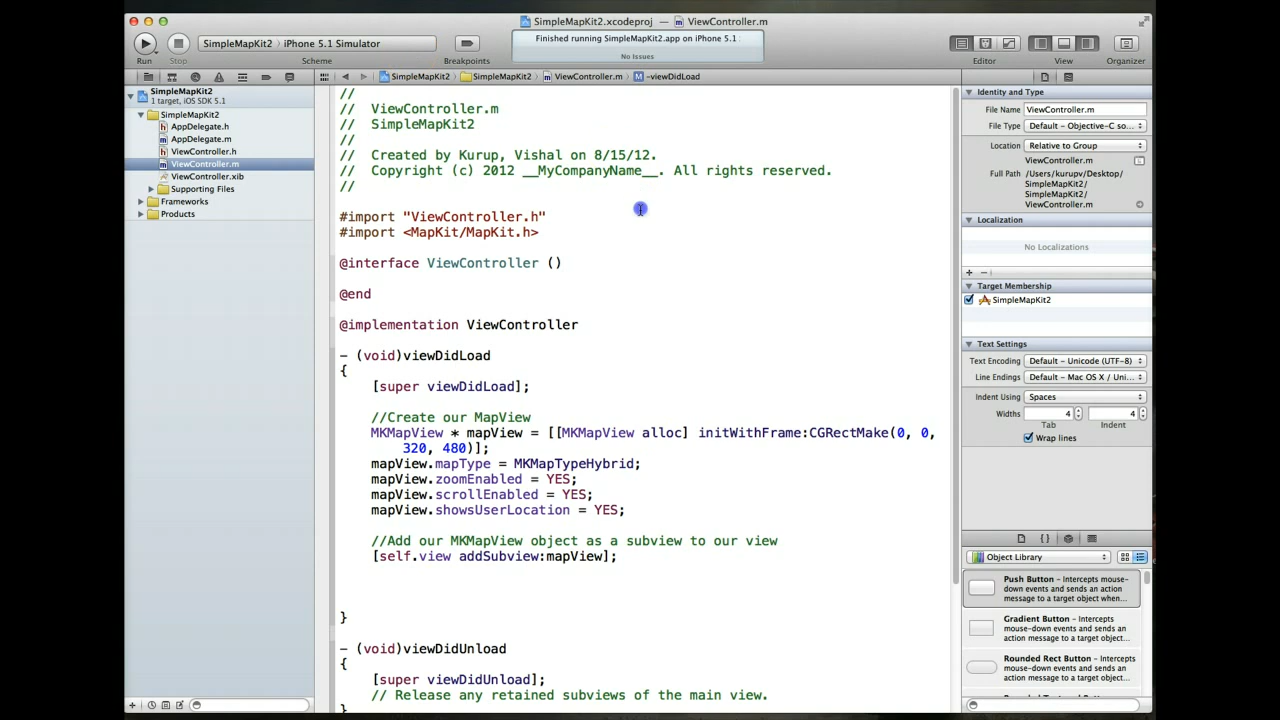 SimpleMapKit2.xcodeproj — ViewController.m
SimpleMapKit2 › iPhone 5.1 Simulator
Finished running SimpleMapKit2.app on iPhone 5.1
No Issues
Run
Stop
Scheme
Breakpoints
Editor
View
Organizer
SimpleMapKit2 › SimpleMapKit2 › ViewController.m › M -viewDidLoad
SimpleMapKit2
1 target, iOS SDK 5.1
SimpleMapKit2
AppDelegate.h
AppDelegate.m
ViewController.h
ViewController.m
ViewController.xib
Supporting Files
Frameworks
Products
//
//  ViewController.m
//  SimpleMapKit2
//
//  Created by Kurup, Vishal on 8/15/12.
//  Copyright (c) 2012 __MyCompanyName__. All rights reserved.
//
#import "ViewController.h"
#import <MapKit/MapKit.h>
@interface ViewController ()
@end
@implementation ViewController
- (void)viewDidLoad
{
[super viewDidLoad];
//Create our MapView
MKMapView * mapView = [[MKMapView alloc] initWithFrame:CGRectMake(0, 0,
320, 480)];
mapView.mapType = MKMapTypeHybrid;
mapView.zoomEnabled = YES;
mapView.scrollEnabled = YES;
mapView.showsUserLocation = YES;
//Add our MKMapView object as a subview to our view
[self.view addSubview:mapView];
}
- (void)viewDidUnload
{
[super viewDidUnload];
// Release any retained subviews of the main view.
}
Identity and Type
File Name ViewController.m
File Type Default - Objective-C so...
Location Relative to Group
ViewController.m
Full Path /Users/kurupv/Desktop/
SimpleMapKit2/
SimpleMapKit2/
ViewController.m
Localization
No Localizations
+ −
Target Membership
SimpleMapKit2
Text Settings
Text Encoding Default - Unicode (UTF-8)
Line Endings Default - Mac OS X / Uni...
Indent Using Spaces
Widths 4 4
Tab Indent
Wrap lines
{ }
Object Library
Push Button - Intercepts mouse-
down events and sends an action
message to a target object when...
Gradient Button - Intercepts
mouse-down events and sends an
action message to a target object...
Rounded Rect Button - Intercepts
mouse-down events and sends an
action message to a target object...